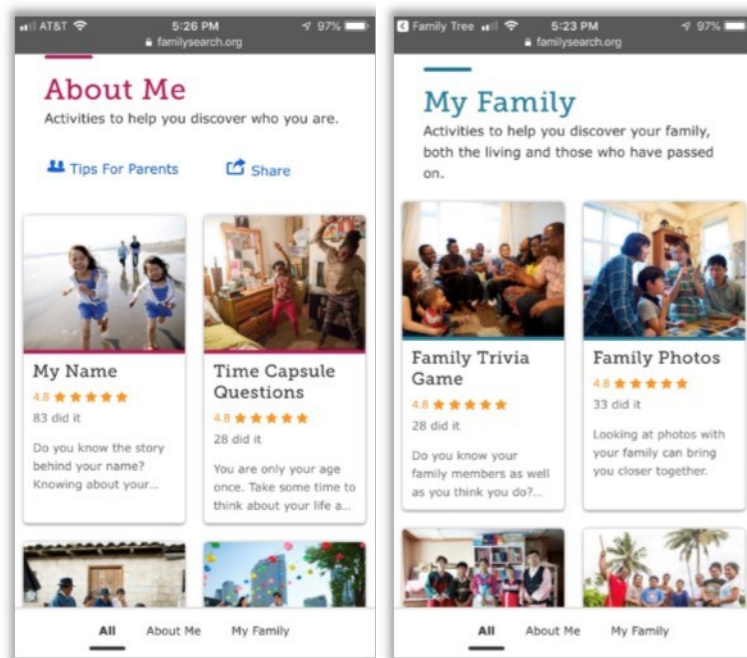 AT&T 5:26 PM 97%
familysearch.org
About Me
Activities to help you discover who you are.
Tips For Parents Share
My Name
4.8
83 did it
Do you know the story
behind your name?
Knowing about your...
Time Capsule
Questions
4.8
28 did it
You are only your age
once. Take some time to
think about your life a...
All About Me My Family
Family Tree 5:23 PM 97%
familysearch.org
My Family
Activities to help you discover your family,
both the living and those who have passed
on.
Family Trivia
Game
4.8
28 did it
Do you know your
family members as well
as you think you do?...
Family Photos
4.8
33 did it
Looking at photos with
your family can bring
you closer together.
All About Me My Family